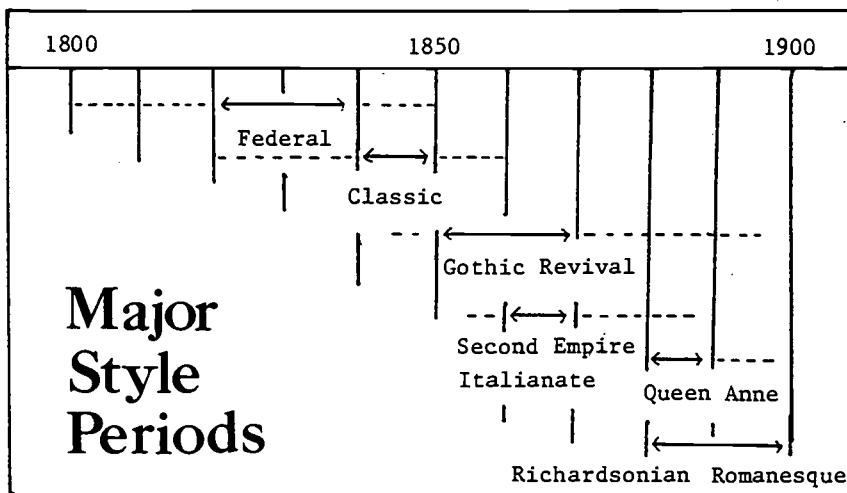 1800 1850 1900
Federal
Classic
Gothic Revival
Major
Style
Periods
Second Empire
Italianate
Queen Anne
Richardsonian Romanesque